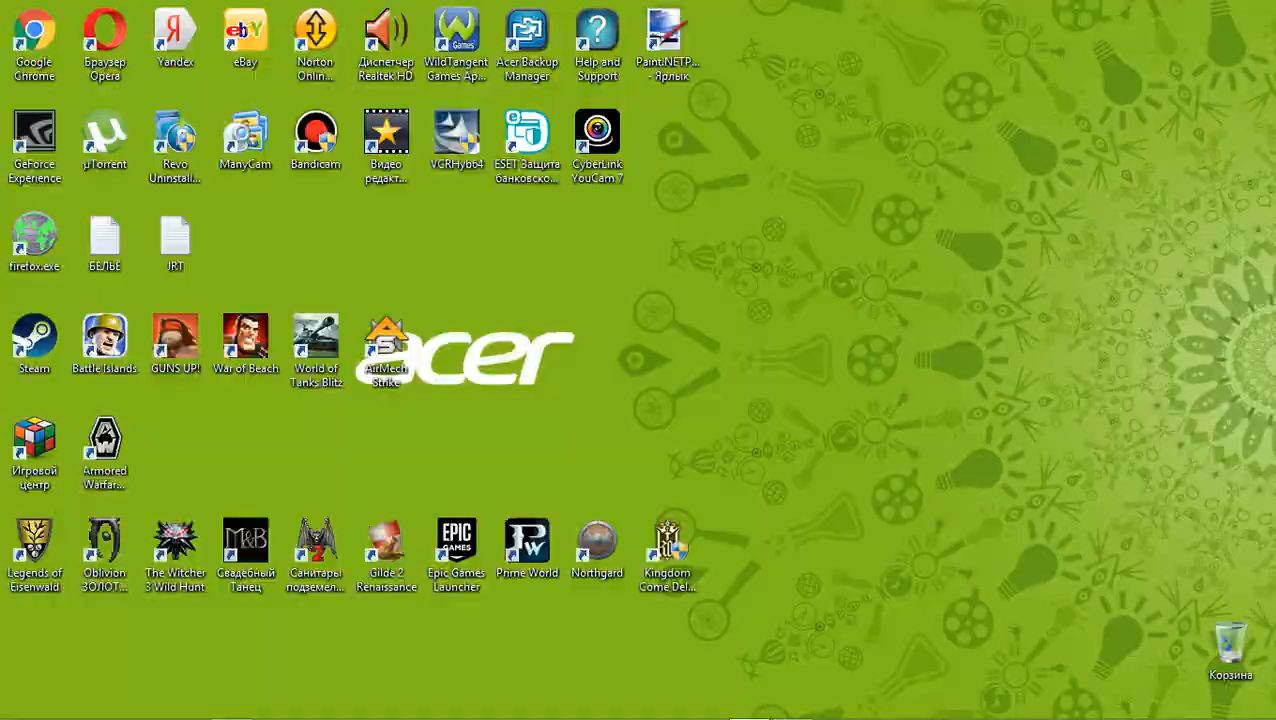 Google
Chrome
Браузер
Opera
Yandex
eBay
Norton
Onlin...
Диспетчер
Realtek HD
WildTangent
Games Ap...
Acer Backup
Manager
Help and
Support
Paint.NETP...
- Ярлык
GeForce
Experience
µTorrent
Revo
Uninstall...
ManyCam
Bandicam
Видео
редакт...
VCRHyb64
ESET Защита
банковско...
CyberLink
YouCam 7
firefox.exe
БЕЛЬЕ
JRT
Steam
Battle Islands
GUNS UP!
War of Beach
World of
Tanks Blitz
AirMech
Strike
acer
Игровой
центр
Armored
Warfar...
Legends of
Eisenwald
Oblivion
ЗОЛОТ...
The Witcher
3 Wild Hunt
M&B
Свадебный
Танец
Санитары
подземел...
Gilde 2
Renaissance
EPIC
GAMES
Epic Games
Launcher
PW
Prime World
Northgard
Kingdom
Come Del...
Корзина